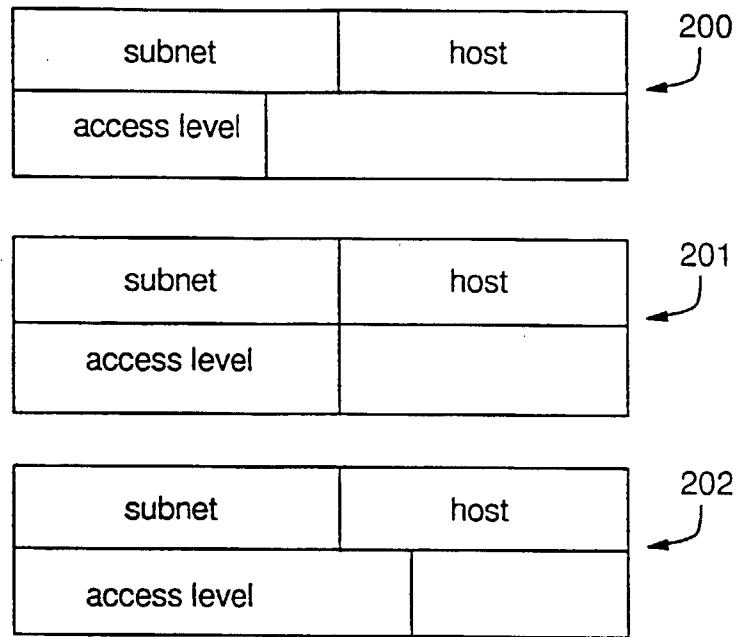 subnet host 200
access level
subnet host 201
access level
subnet host 202
access level